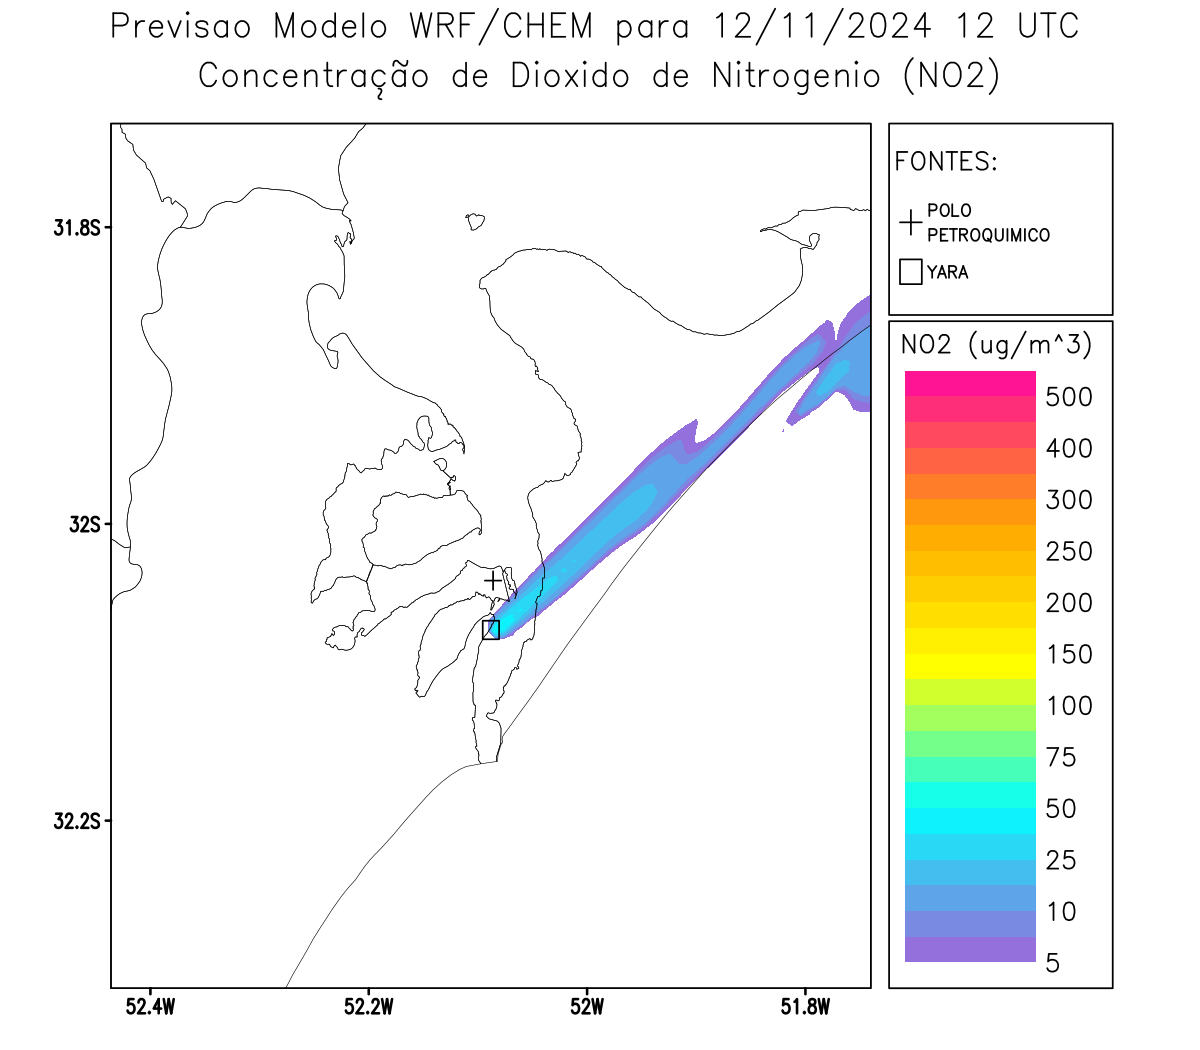 Previsao Modelo WRF/CHEM para 12/11/2024 12 UTC
Concentração de Dioxido de Nitrogenio (NO2)
FONTES:
POLO
PETROQUIMICO
YARA
NO2 (ug/m^3)
500
400
300
250
200
150
100
75
50
25
10
5
31.8S
32S
32.2S
52.4W
52.2W
52W
51.8W